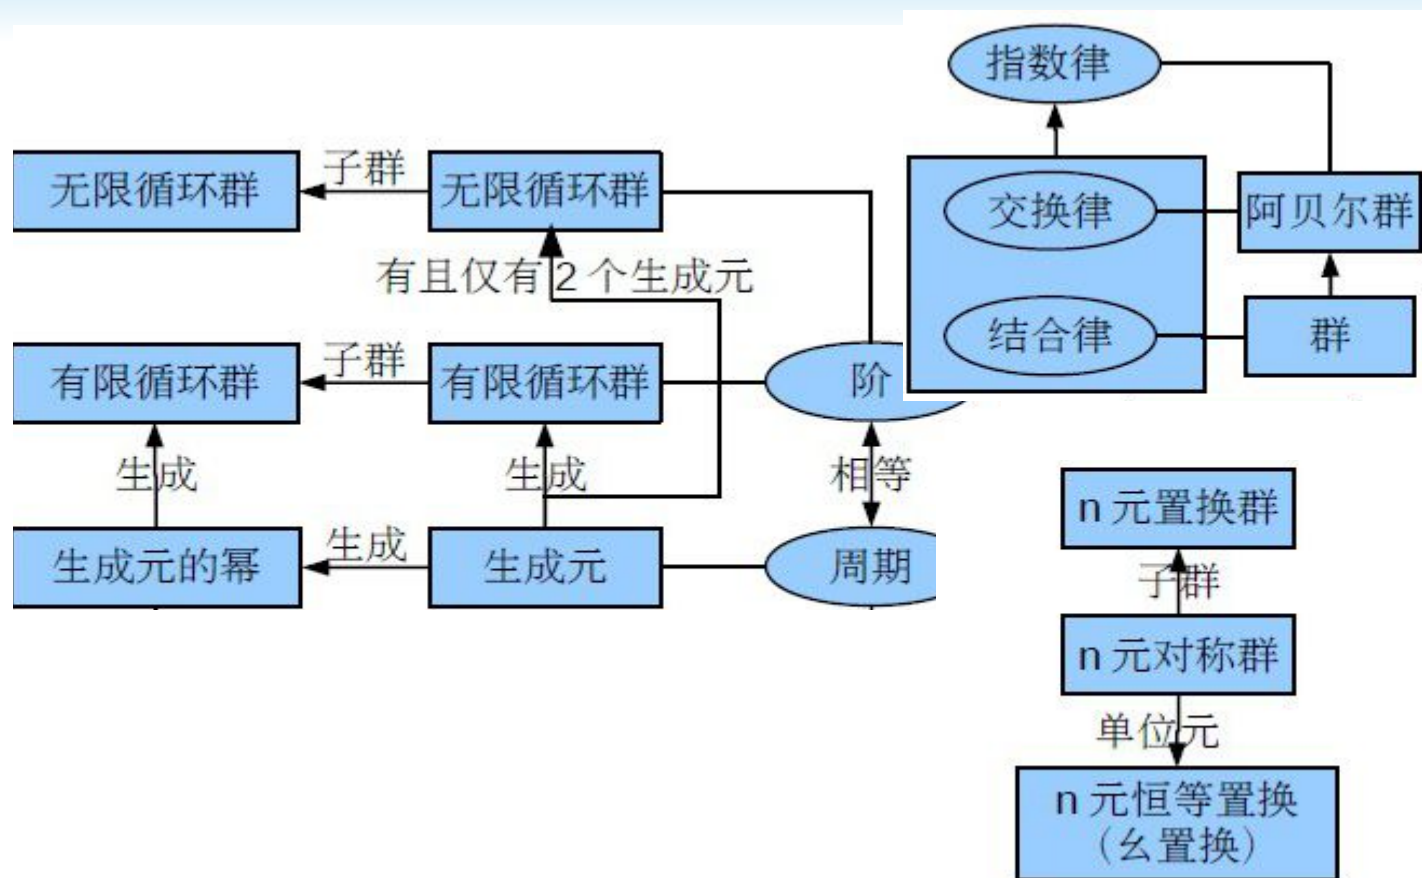 指数律
无限循环群
子群
无限循环群
交换律
阿贝尔群
有且仅有 2 个生成元
结合律
群
有限循环群
子群
有限循环群
阶
生成
生成
相等
n 元置换群
生成元的幂
生成
生成元
周期
子群
n 元对称群
单位元
n 元恒等置换
（幺置换）